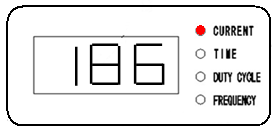 186
CURRENT
TIME
DUTY CYCLE
FREQUENCY